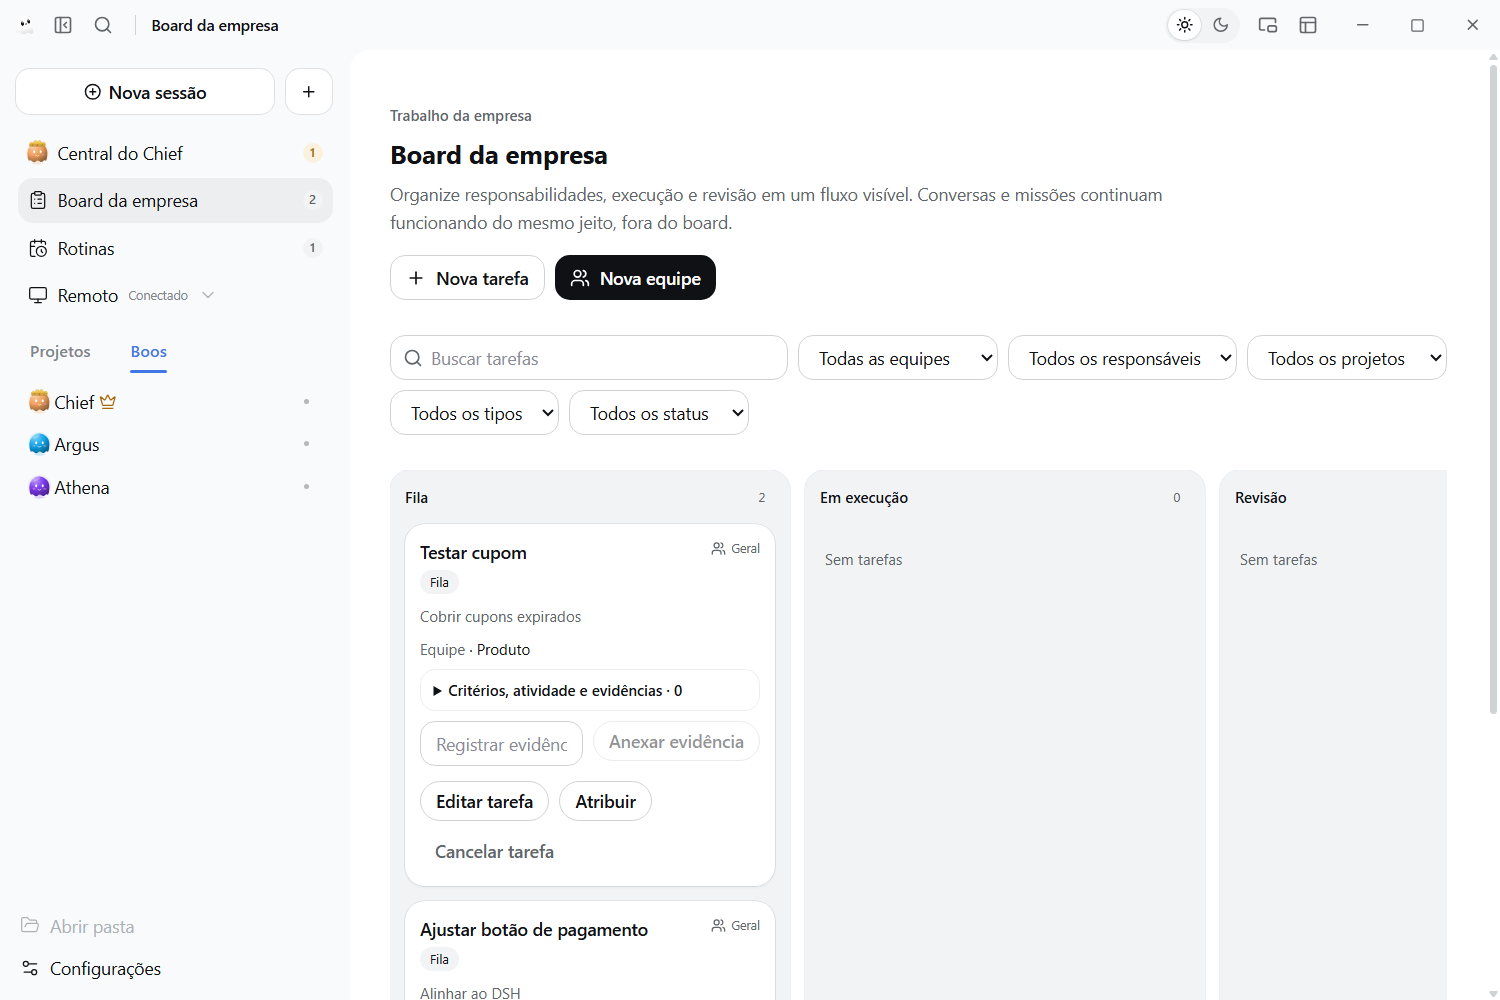 Board da empresa
Nova sessão
Central do Chief 1
Board da empresa 2
Rotinas 1
Remoto Conectado
Projetos Boos
Chief
Argus
Athena
Abrir pasta
Configurações
Trabalho da empresa
Board da empresa
Organize responsabilidades, execução e revisão em um fluxo visível. Conversas e missões continuam
funcionando do mesmo jeito, fora do board.
Nova tarefa Nova equipe
Buscar tarefas Todas as equipes Todos os responsáveis Todos os projetos
Todos os tipos Todos os status
Fila 2
Testar cupom Geral
Fila
Cobrir cupons expirados
Equipe · Produto
Critérios, atividade e evidências · 0
Registrar evidênc Anexar evidência
Editar tarefa Atribuir
Cancelar tarefa
Ajustar botão de pagamento Geral
Fila
Alinhar ao DSH
Em execução 0
Sem tarefas
Revisão
Sem tarefas